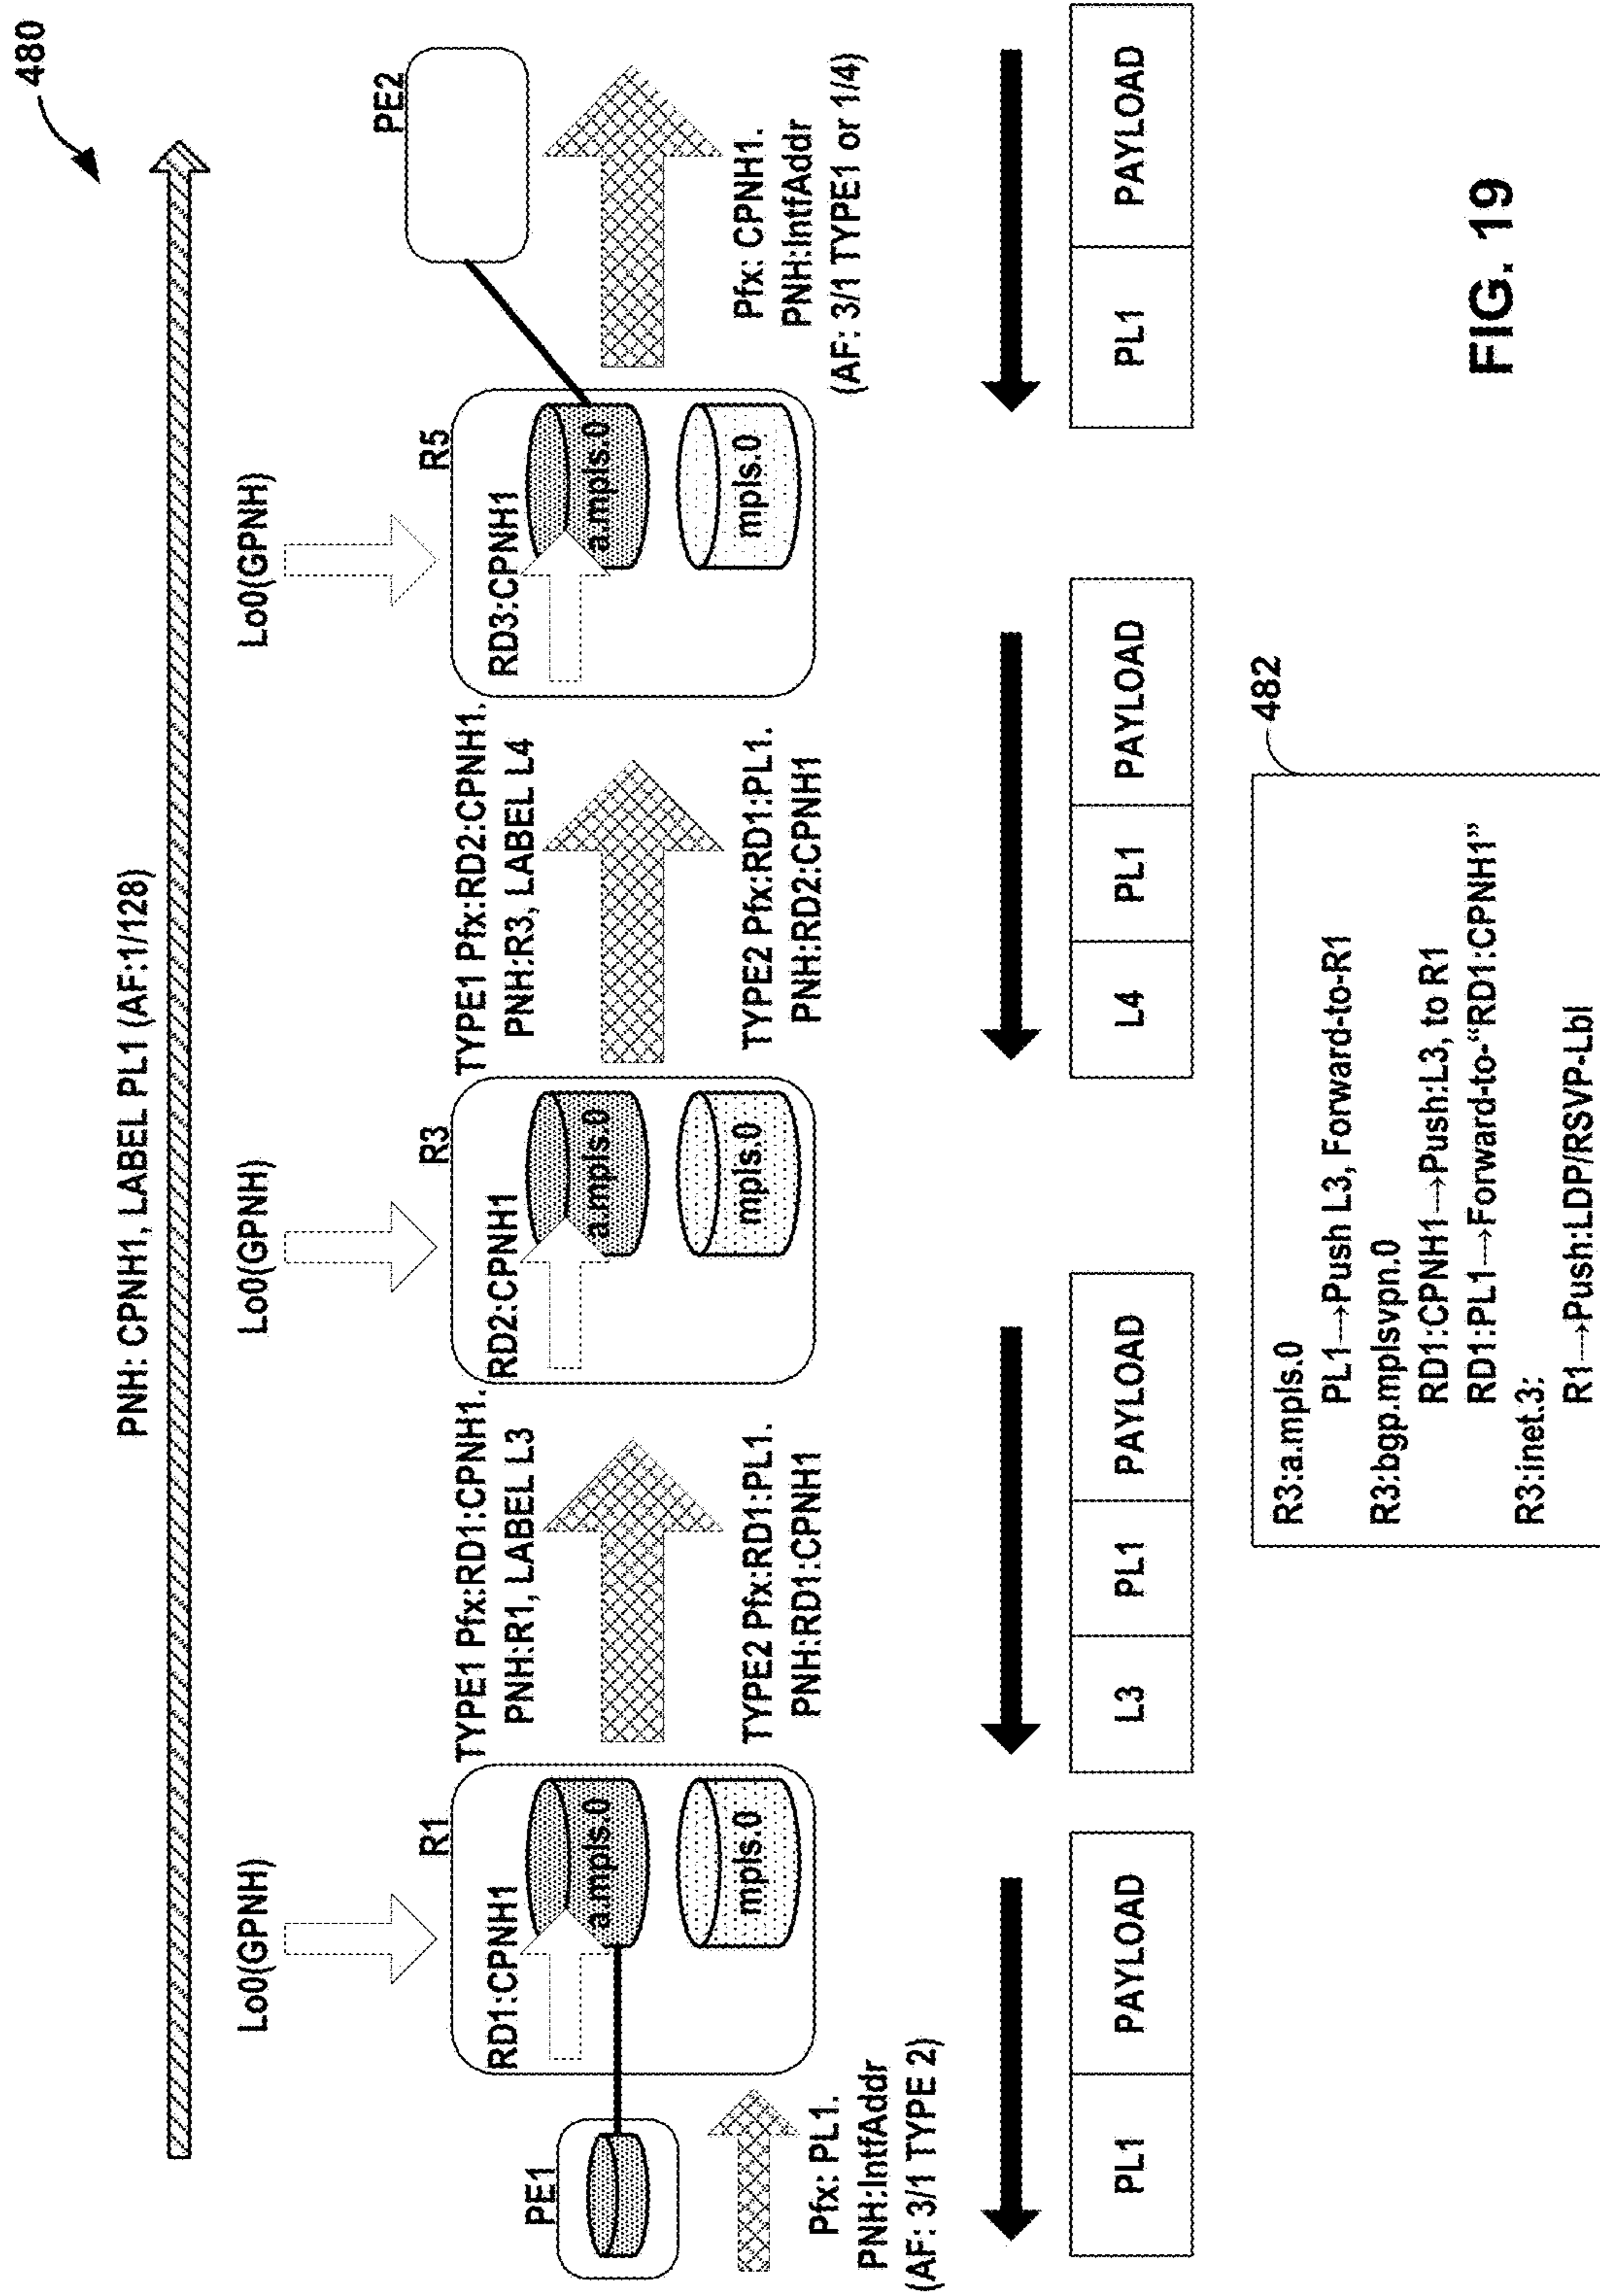 480
PNH: CPNH1, LABEL PL1 (AF:1/128)
Lo0(GPNH)
Lo0(GPNH)
Lo0(GPNH)
PE1
R1
RD1:CPNH1
a.mpls.0
mpls.0
Pfx: PL1.
PNH:IntfAddr
(AF: 3/1 TYPE 2)
TYPE1 Pfx:RD1:CPNH1.
PNH:R1, LABEL L3
TYPE2 Pfx:RD1:PL1.
PNH:RD1:CPNH1
R3
RD2:CPNH1
a.mpls.0
mpls.0
TYPE1 Pfx:RD2:CPNH1.
PNH:R3, LABEL L4
TYPE2 Pfx:RD1:PL1.
PNH:RD2:CPNH1
R5
RD3:CPNH1
a.mpls.0
mpls.0
PE2
Pfx: CPNH1.
PNH:IntfAddr
(AF: 3/1 TYPE1 or 1/4)
PL1 PAYLOAD
L3 PL1 PAYLOAD
L4 PL1 PAYLOAD
PL1 PAYLOAD
482
R3:a.mpls.0
PL1→Push L3, Forward-to-R1
R3:bgp.mplsvpn.0
RD1:CPNH1→Push:L3, to R1
RD1:PL1→Forward-to-“RD1:CPNH1”
R3:inet.3:
R1→Push:LDP/RSVP-Lbl
FIG. 19